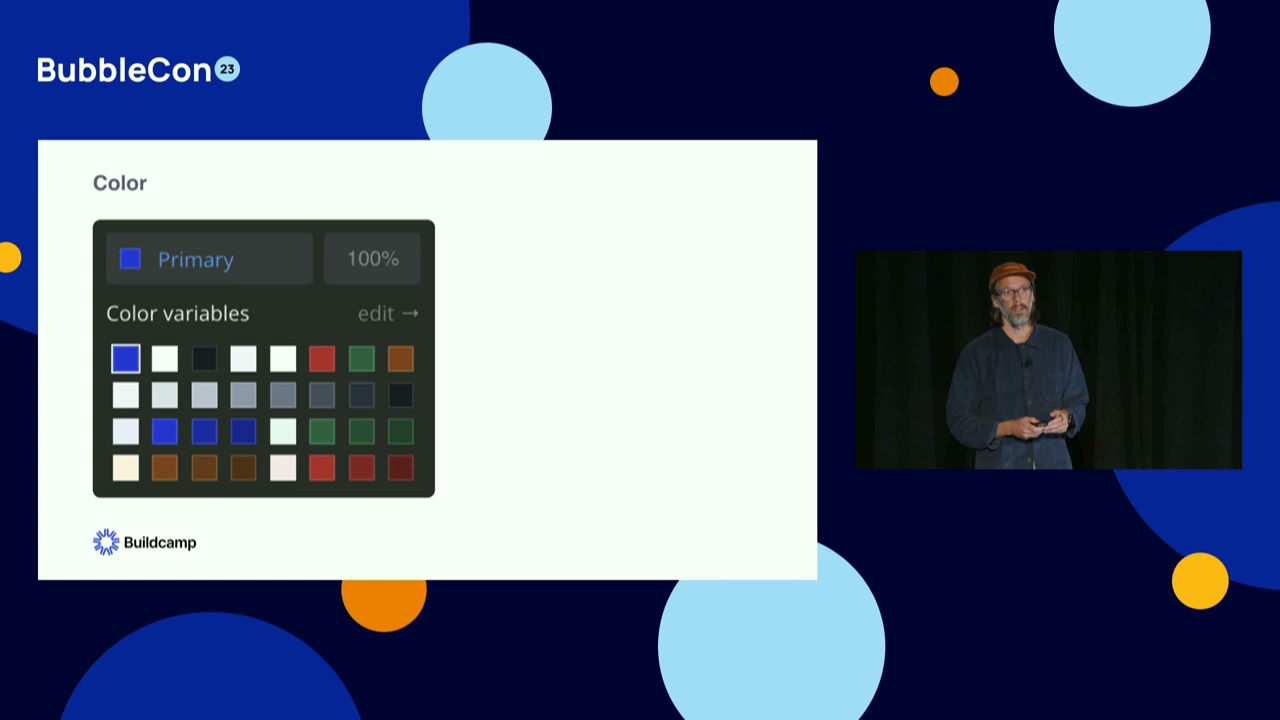 BubbleCon 23
Color
Primary 100%
Color variables edit →
Buildcamp